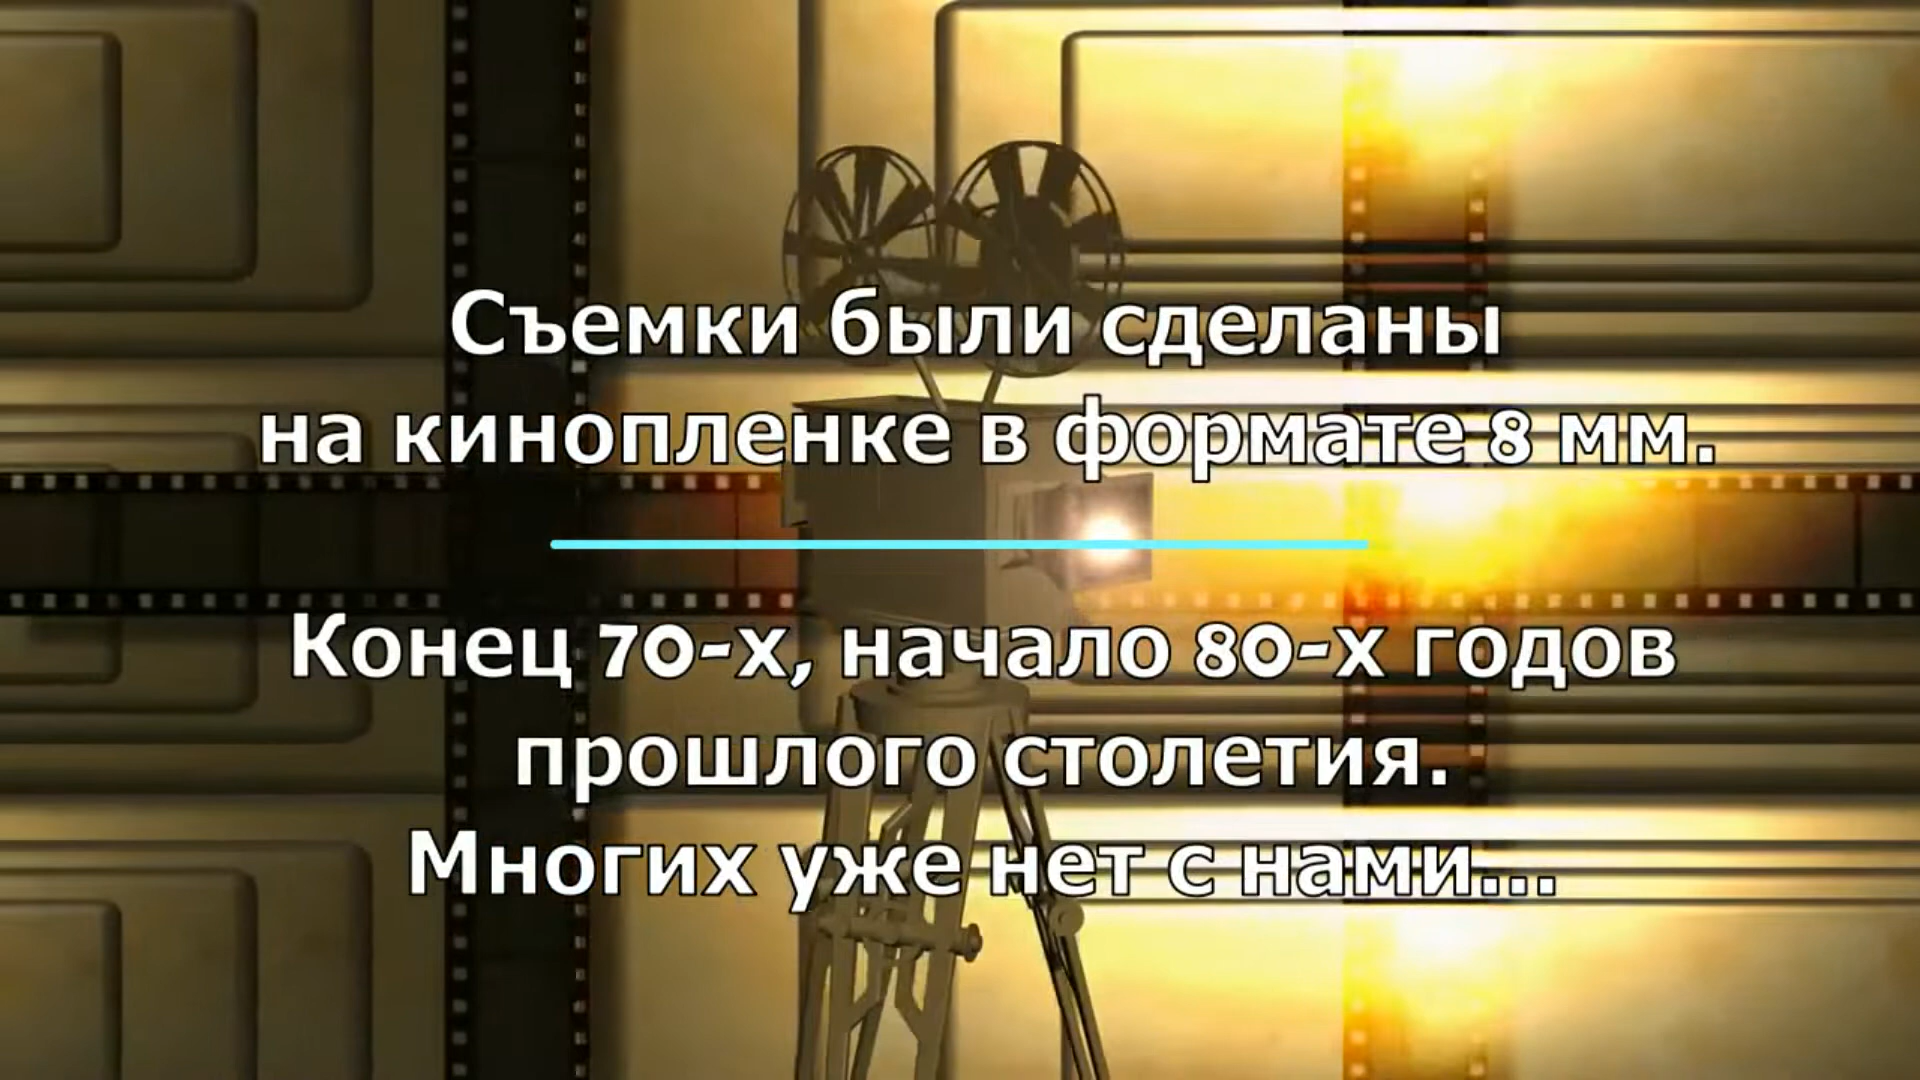 Съемки были сделаны
на кинопленке в формате 8 мм.
Конец 70-х, начало 80-х годов
прошлого столетия.
Многих уже нет с нами...